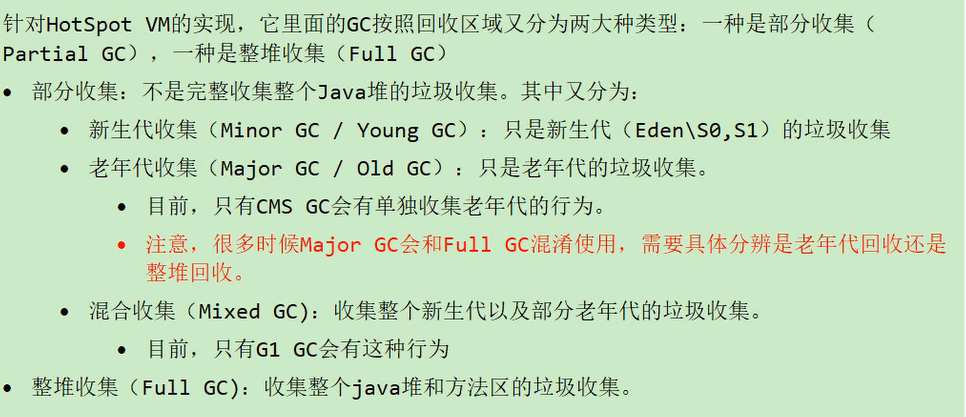 针对HotSpot VM的实现，它里面的GC按照回收区域又分为两大种类型：一种是部分收集（
Partial GC），一种是整堆收集（Full GC）
• 部分收集：不是完整收集整个Java堆的垃圾收集。其中又分为：
• 新生代收集（Minor GC / Young GC）：只是新生代（Eden\S0,S1）的垃圾收集
• 老年代收集（Major GC / Old GC）：只是老年代的垃圾收集。
• 目前，只有CMS GC会有单独收集老年代的行为。
• 注意，很多时候Major GC会和Full GC混淆使用，需要具体分辨是老年代回收还是
整堆回收。
• 混合收集（Mixed GC)：收集整个新生代以及部分老年代的垃圾收集。
• 目前，只有G1 GC会有这种行为
• 整堆收集（Full GC)：收集整个java堆和方法区的垃圾收集。